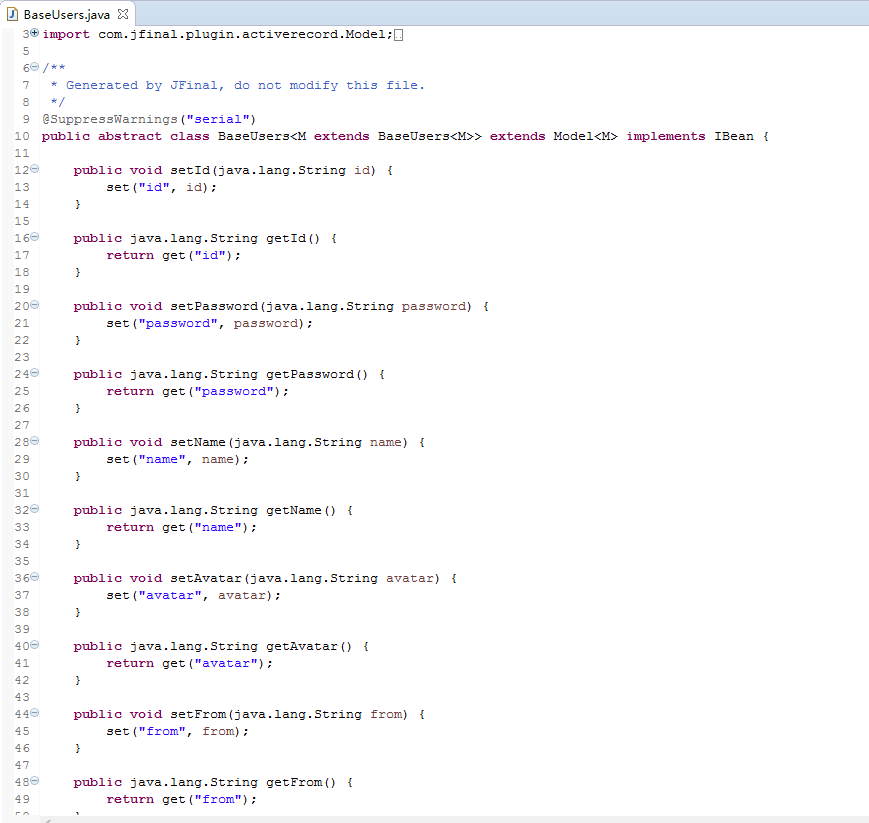 BaseUsers.java
3 import com.jfinal.plugin.activerecord.Model;
5
6 /**
7  * Generated by JFinal, do not modify this file.
8  */
9 @SuppressWarnings("serial")
10 public abstract class BaseUsers<M extends BaseUsers<M>> extends Model<M> implements IBean {
11
12     public void setId(java.lang.String id) {
13         set("id", id);
14     }
15
16     public java.lang.String getId() {
17         return get("id");
18     }
19
20     public void setPassword(java.lang.String password) {
21         set("password", password);
22     }
23
24     public java.lang.String getPassword() {
25         return get("password");
26     }
27
28     public void setName(java.lang.String name) {
29         set("name", name);
30     }
31
32     public java.lang.String getName() {
33         return get("name");
34     }
35
36     public void setAvatar(java.lang.String avatar) {
37         set("avatar", avatar);
38     }
39
40     public java.lang.String getAvatar() {
41         return get("avatar");
42     }
43
44     public void setFrom(java.lang.String from) {
45         set("from", from);
46     }
47
48     public java.lang.String getFrom() {
49         return get("from");